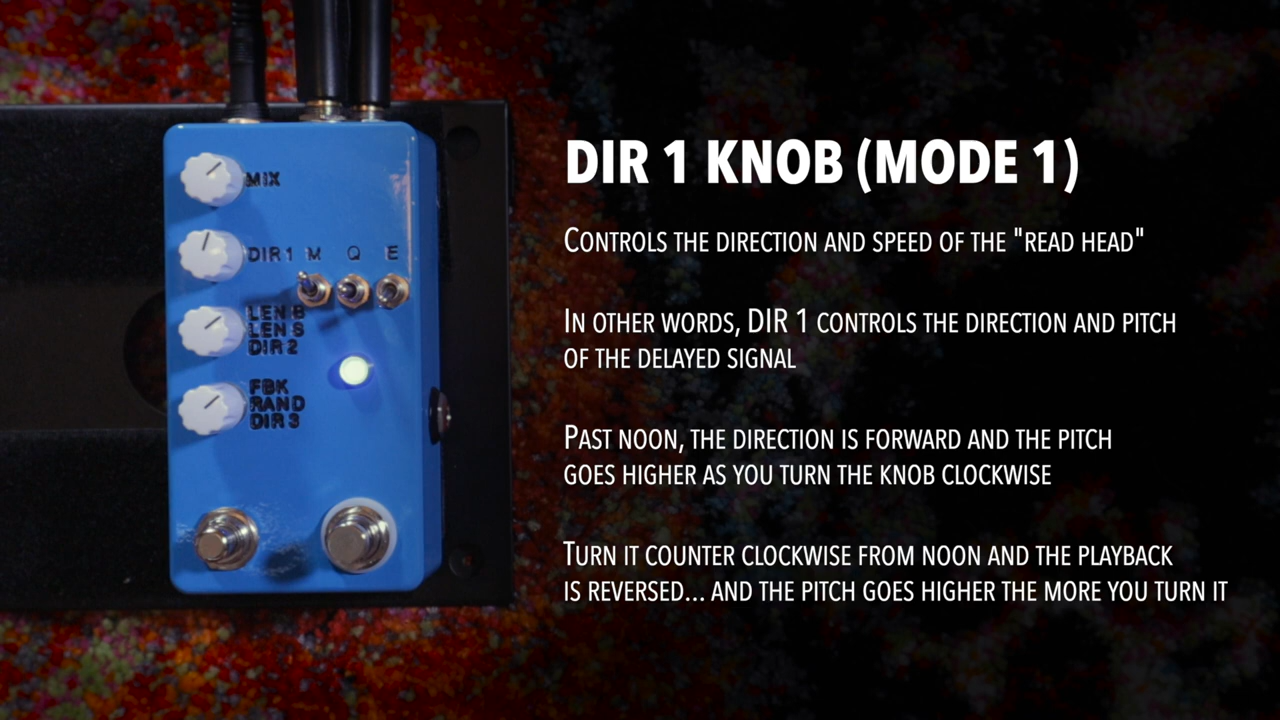 MIX
DIR 1 M Q E
LEN B
LEN S
DIR 2
FBK
RAND
DIR 3
DIR 1 KNOB (MODE 1)
CONTROLS THE DIRECTION AND SPEED OF THE "READ HEAD"
IN OTHER WORDS, DIR 1 CONTROLS THE DIRECTION AND PITCH
OF THE DELAYED SIGNAL
PAST NOON, THE DIRECTION IS FORWARD AND THE PITCH
GOES HIGHER AS YOU TURN THE KNOB CLOCKWISE
TURN IT COUNTER CLOCKWISE FROM NOON AND THE PLAYBACK
IS REVERSED... AND THE PITCH GOES HIGHER THE MORE YOU TURN IT